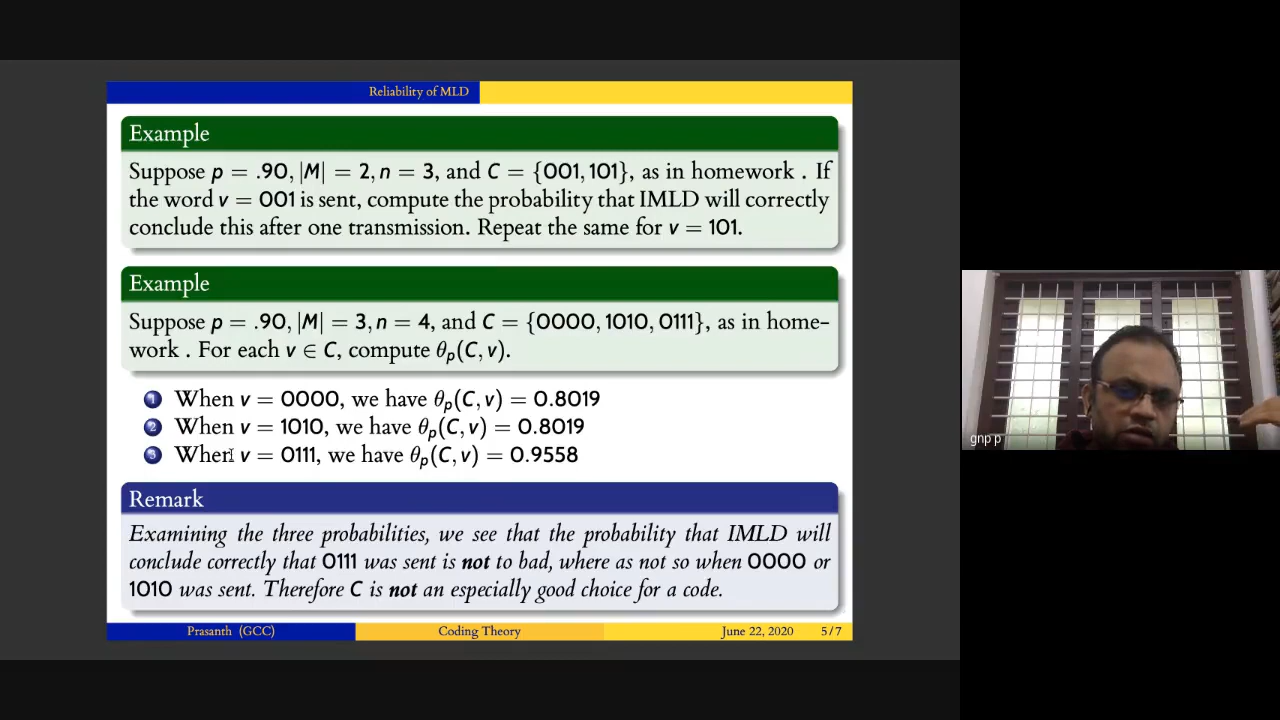 Reliability of MLD
Example
Suppose p = .90, |M| = 2, n = 3, and C = {001, 101}, as in homework . If
the word v = 001 is sent, compute the probability that IMLD will correctly
conclude this after one transmission. Repeat the same for v = 101.
Example
Suppose p = .90, |M| = 3, n = 4, and C = {0000, 1010, 0111}, as in home-
work . For each v ∈ C, compute θp(C, v).
1 When v = 0000, we have θp(C, v) = 0.8019
2 When v = 1010, we have θp(C, v) = 0.8019
3 When v = 0111, we have θp(C, v) = 0.9558
Remark
Examining the three probabilities, we see that the probability that IMLD will
conclude correctly that 0111 was sent is not to bad, where as not so when 0000 or
1010 was sent. Therefore C is not an especially good choice for a code.
Prasanth (GCC) Coding Theory June 22, 2020 5 / 7
gnp p